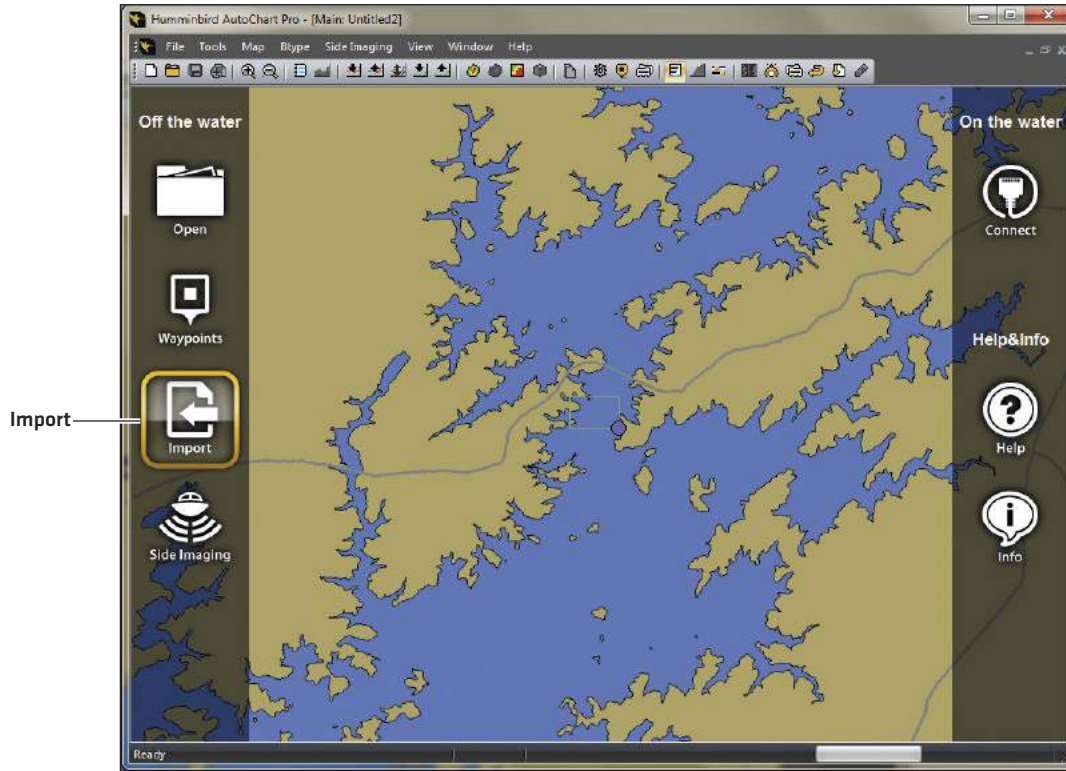 Humminbird AutoChart Pro - [Main: Untitled2]
File Tools Map Btype Side Imaging View Window Help
Off the water
On the water
Open
Connect
Waypoints
Help&Info
Import
Import
Help
Side Imaging
Info
Ready